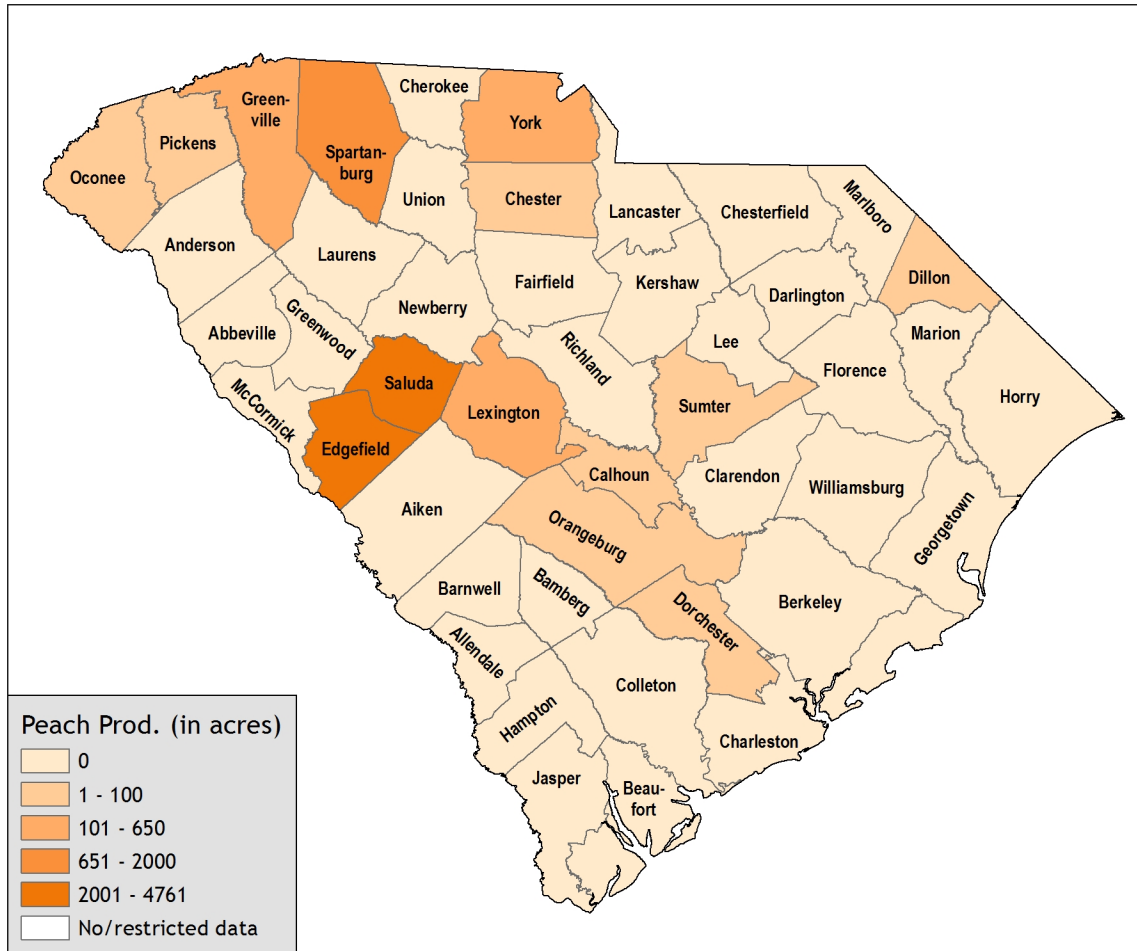 Cherokee
Green-
ville
York
Pickens
Spartan-
burg
Oconee
Union
Chester
Marlboro
Lancaster
Chesterfield
Anderson
Laurens
Dillon
Fairfield
Kershaw
Darlington
Newberry
Greenwood
Abbeville
Marion
Lee
Richland
Florence
Saluda
McCormick
Lexington
Sumter
Horry
Edgefield
Calhoun
Clarendon
Williamsburg
Aiken
Orangeburg
Georgetown
Barnwell
Bamberg
Berkeley
Dorchester
Allendale
Colleton
Hampton
Charleston
Jasper
Beau-
fort
Peach Prod. (in acres)
0
1 - 100
101 - 650
651 - 2000
2001 - 4761
No/restricted data